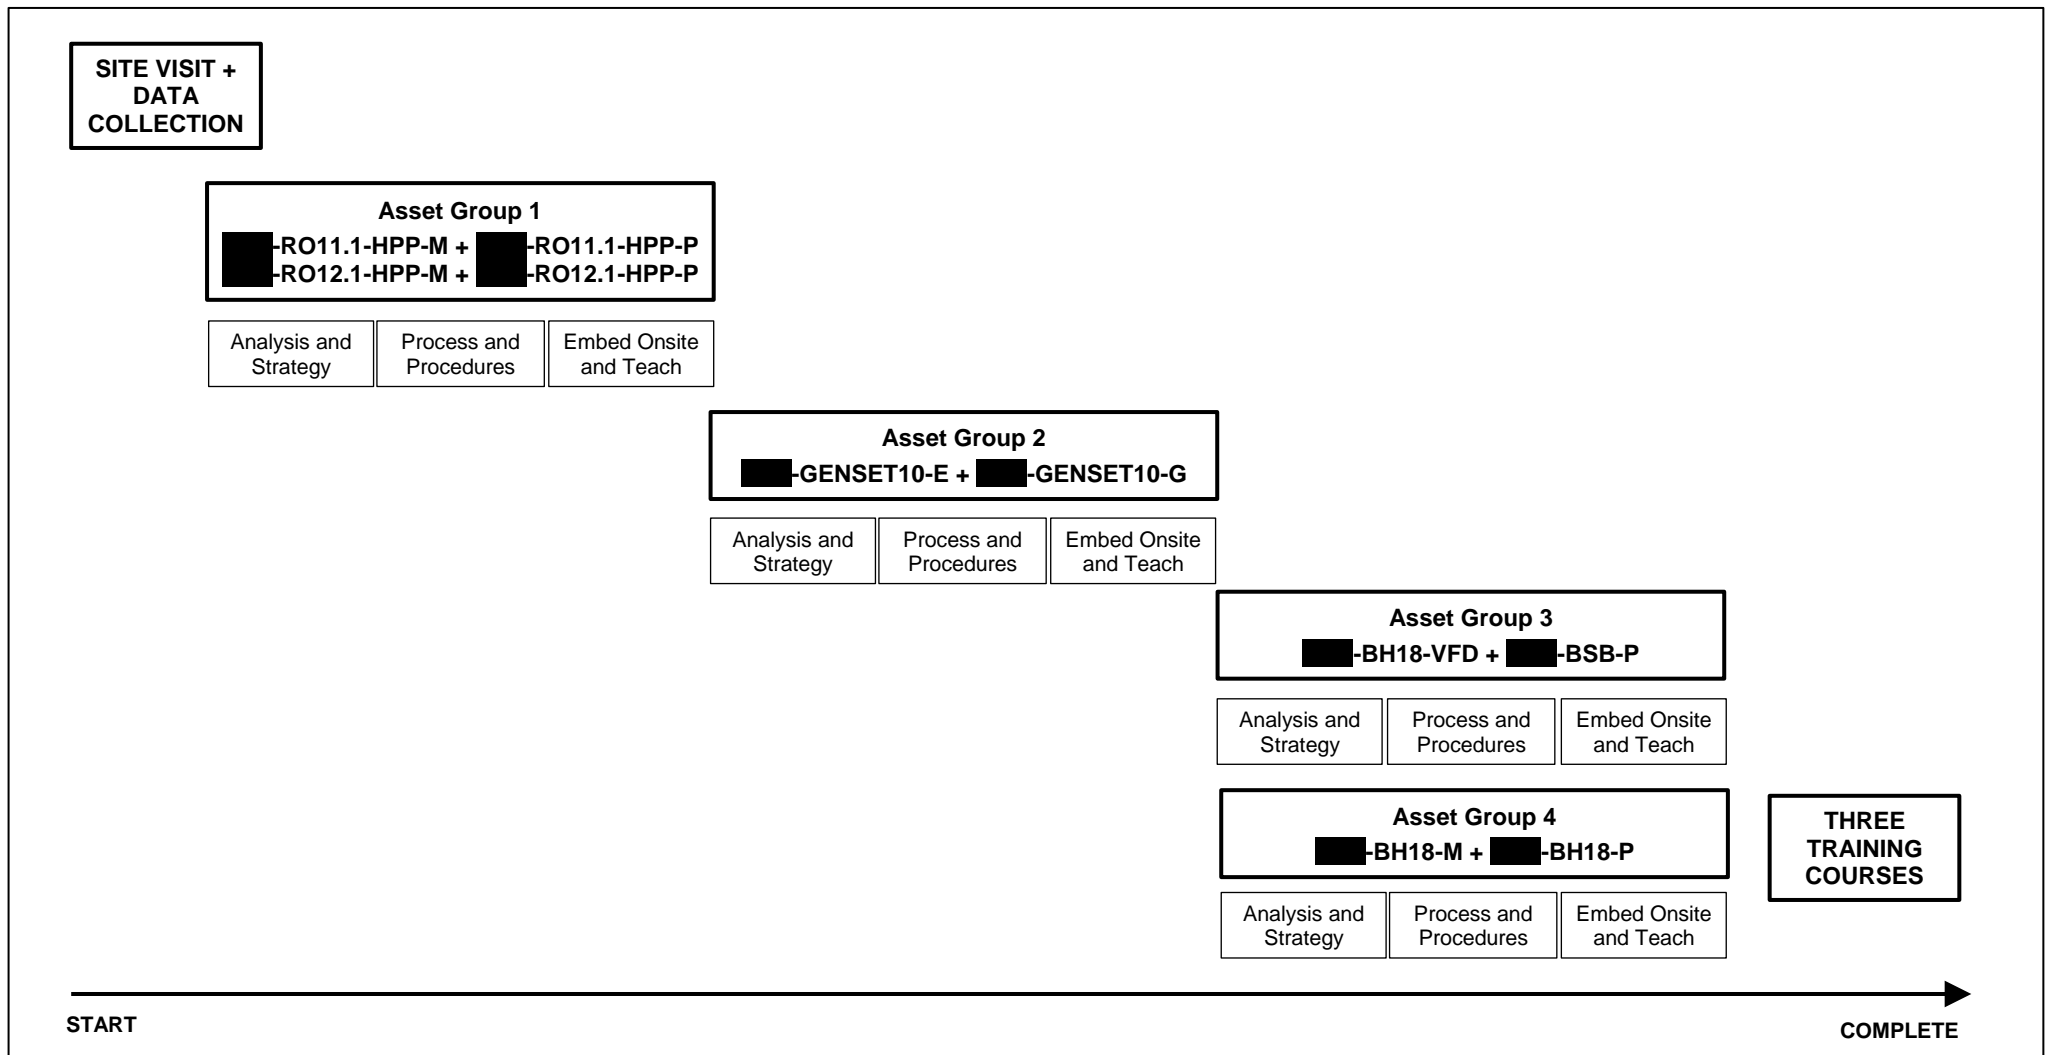 SITE VISIT +
DATA
COLLECTION
Asset Group 1
-RO11.1-HPP-M + -RO11.1-HPP-P
-RO12.1-HPP-M + -RO12.1-HPP-P
Analysis and
Strategy
Process and
Procedures
Embed Onsite
and Teach
Asset Group 2
-GENSET10-E + -GENSET10-G
Analysis and
Strategy
Process and
Procedures
Embed Onsite
and Teach
Asset Group 3
-BH18-VFD + -BSB-P
Analysis and
Strategy
Process and
Procedures
Embed Onsite
and Teach
Asset Group 4
-BH18-M + -BH18-P
Analysis and
Strategy
Process and
Procedures
Embed Onsite
and Teach
THREE
TRAINING
COURSES
START
COMPLETE